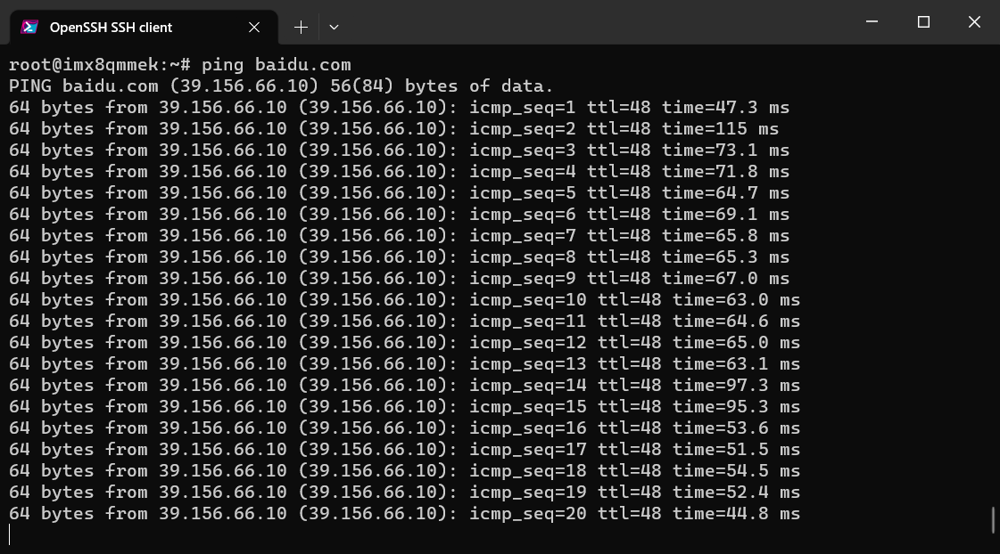 OpenSSH SSH client
root@imx8qmmek:~# ping baidu.com
PING baidu.com (39.156.66.10) 56(84) bytes of data.
64 bytes from 39.156.66.10 (39.156.66.10): icmp_seq=1 ttl=48 time=47.3 ms
64 bytes from 39.156.66.10 (39.156.66.10): icmp_seq=2 ttl=48 time=115 ms
64 bytes from 39.156.66.10 (39.156.66.10): icmp_seq=3 ttl=48 time=73.1 ms
64 bytes from 39.156.66.10 (39.156.66.10): icmp_seq=4 ttl=48 time=71.8 ms
64 bytes from 39.156.66.10 (39.156.66.10): icmp_seq=5 ttl=48 time=64.7 ms
64 bytes from 39.156.66.10 (39.156.66.10): icmp_seq=6 ttl=48 time=69.1 ms
64 bytes from 39.156.66.10 (39.156.66.10): icmp_seq=7 ttl=48 time=65.8 ms
64 bytes from 39.156.66.10 (39.156.66.10): icmp_seq=8 ttl=48 time=65.3 ms
64 bytes from 39.156.66.10 (39.156.66.10): icmp_seq=9 ttl=48 time=67.0 ms
64 bytes from 39.156.66.10 (39.156.66.10): icmp_seq=10 ttl=48 time=63.0 ms
64 bytes from 39.156.66.10 (39.156.66.10): icmp_seq=11 ttl=48 time=64.6 ms
64 bytes from 39.156.66.10 (39.156.66.10): icmp_seq=12 ttl=48 time=65.0 ms
64 bytes from 39.156.66.10 (39.156.66.10): icmp_seq=13 ttl=48 time=63.1 ms
64 bytes from 39.156.66.10 (39.156.66.10): icmp_seq=14 ttl=48 time=97.3 ms
64 bytes from 39.156.66.10 (39.156.66.10): icmp_seq=15 ttl=48 time=95.3 ms
64 bytes from 39.156.66.10 (39.156.66.10): icmp_seq=16 ttl=48 time=53.6 ms
64 bytes from 39.156.66.10 (39.156.66.10): icmp_seq=17 ttl=48 time=51.5 ms
64 bytes from 39.156.66.10 (39.156.66.10): icmp_seq=18 ttl=48 time=54.5 ms
64 bytes from 39.156.66.10 (39.156.66.10): icmp_seq=19 ttl=48 time=52.4 ms
64 bytes from 39.156.66.10 (39.156.66.10): icmp_seq=20 ttl=48 time=44.8 ms